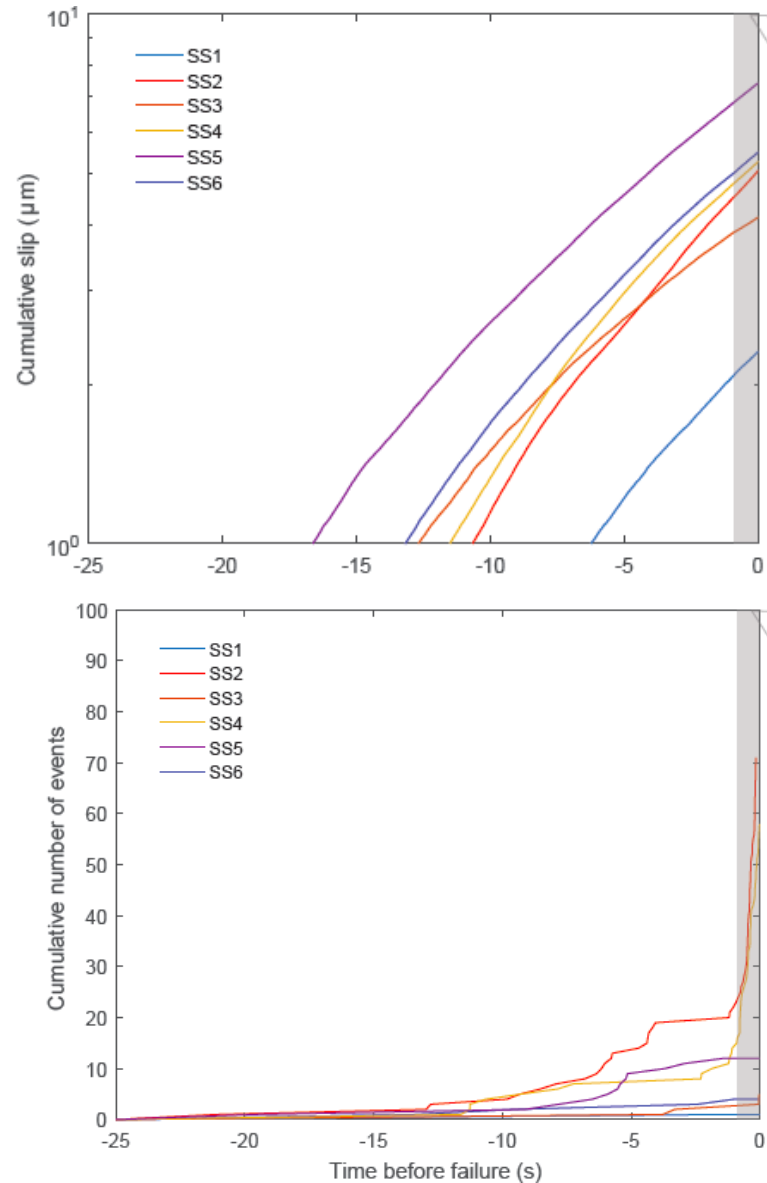 10¹
SS1
SS2
SS3
SS4
SS5
SS6
Cumulative slip (µm)
10⁰
-25 -20 -15 -10 -5 0
100
90
80
70
60
50
40
30
20
10
0
SS1
SS2
SS3
SS4
SS5
SS6
Cumulative number of events
-25 -20 -15 -10 -5 0
Time before failure (s)